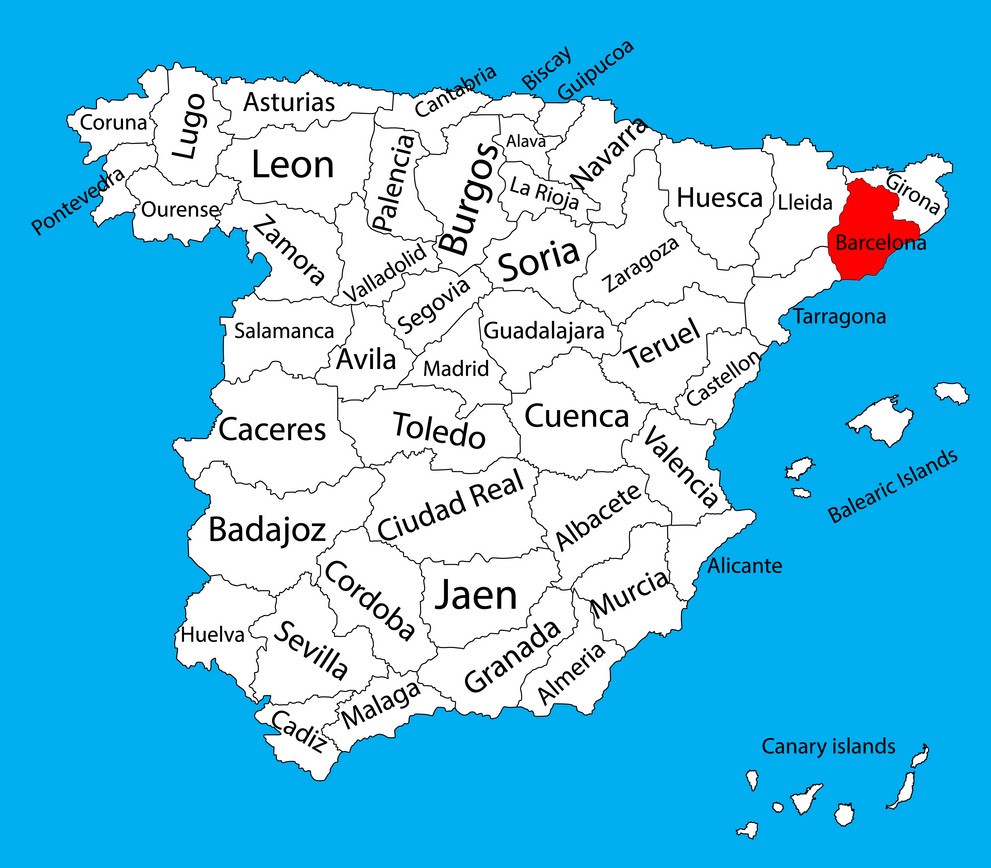 Biscay
Guipucoa
Cantabria
Asturias
Coruna
Lugo
Leon
Palencia
Burgos
Alava
Navarra
La Rioja
Huesca
Lleida
Girona
Pontevedra
Ourense
Zamora
Valladolid
Soria
Zaragoza
Barcelona
Segovia
Salamanca
Avila
Madrid
Guadalajara
Teruel
Tarragona
Castellon
Caceres
Toledo
Cuenca
Valencia
Balearic Islands
Badajoz
Ciudad Real
Albacete
Alicante
Cordoba
Jaen
Murcia
Huelva
Sevilla
Granada
Almeria
Malaga
Cadiz
Canary islands